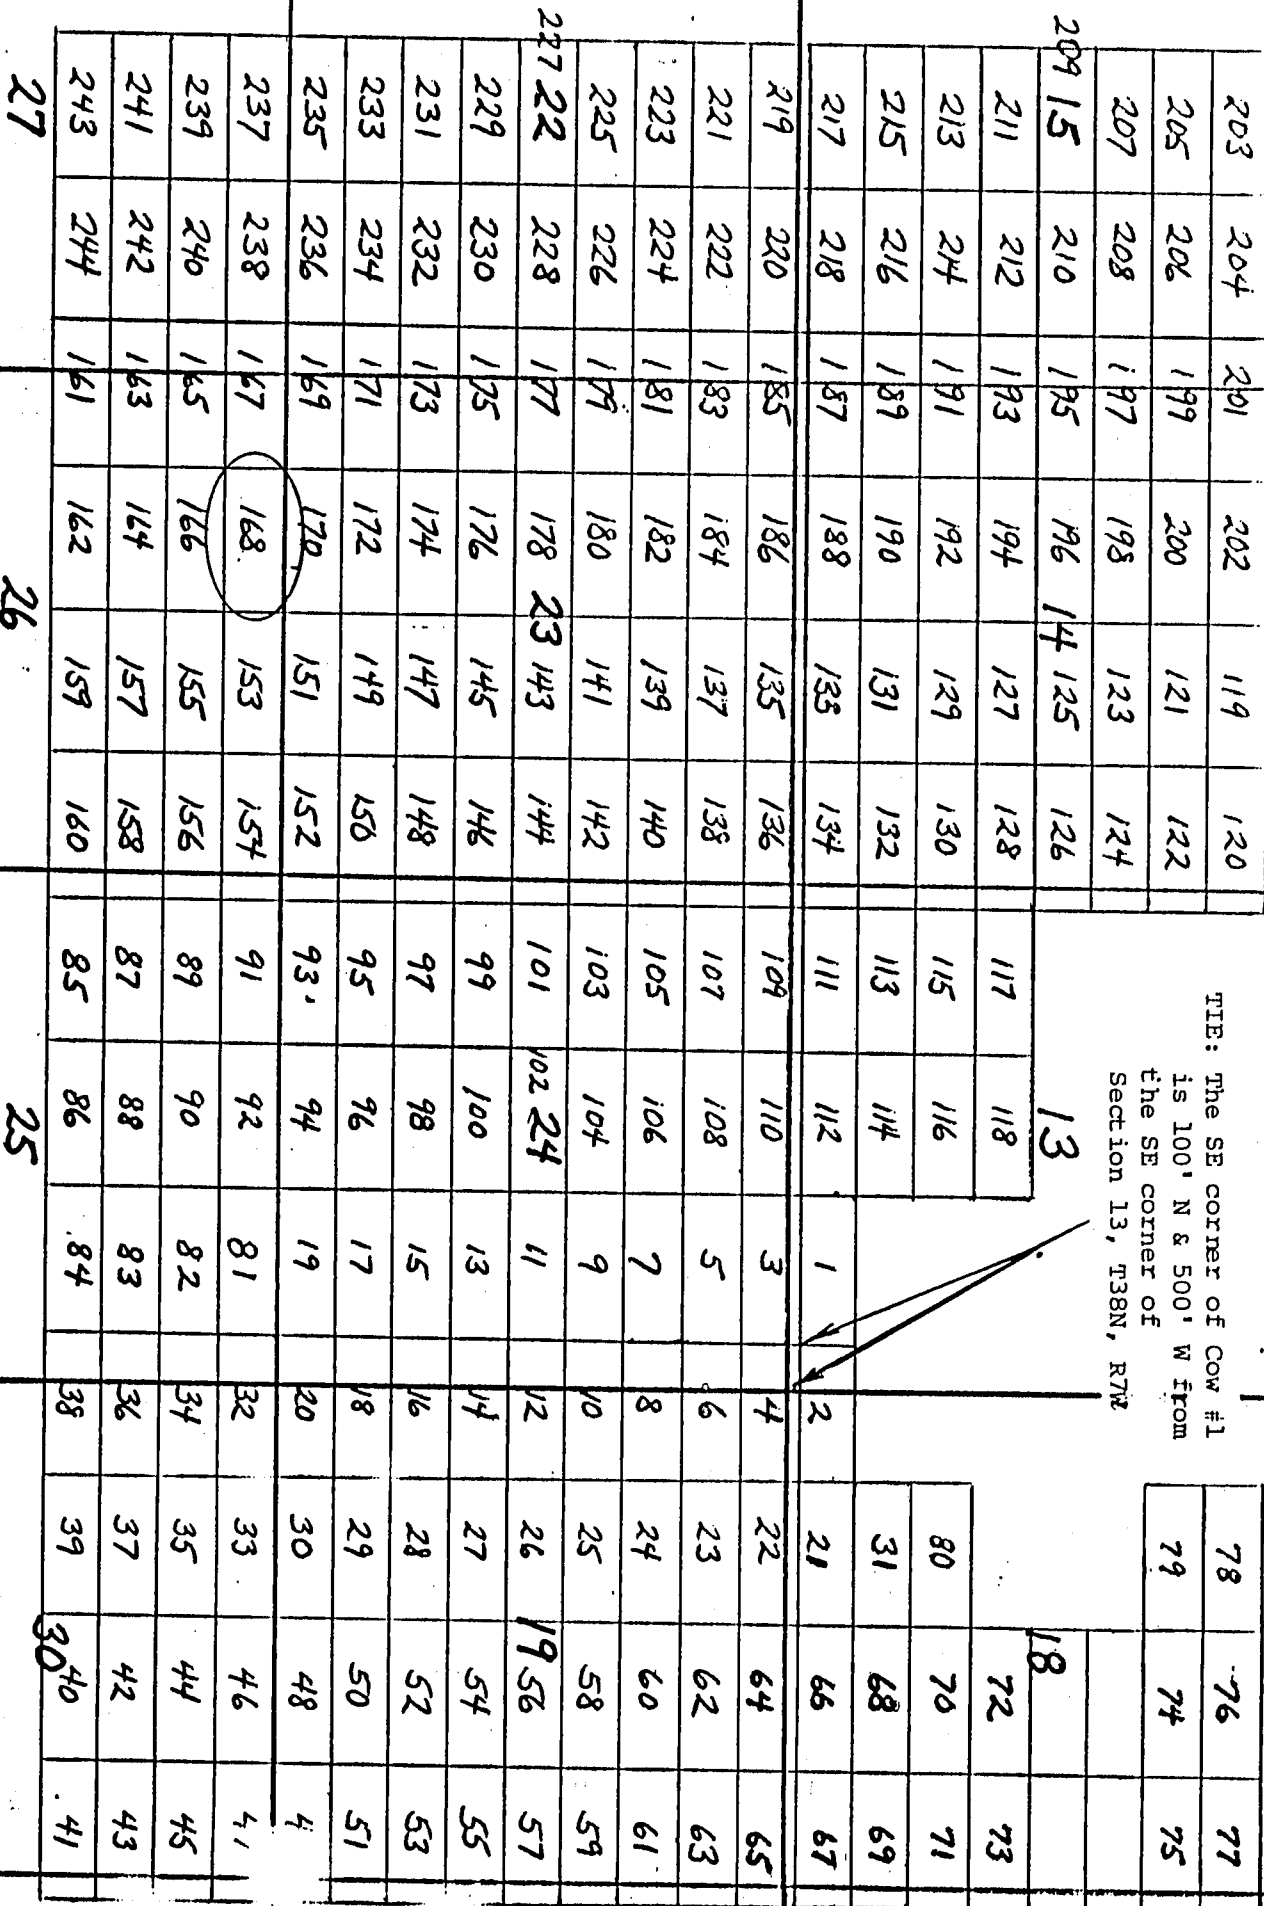 203 204 201 202 119 120 78 76 77
TIE: The SE corner of Cow #1
is 100' N & 500' W from
the SE corner of
Section 13, T38N, R7W
205 206 199 200 121 122 79 74 75
207 208 197 198 123 124
209 15 210 195 196 14 125 126 13 18
211 212 193 194 127 128 117 118 72 73
213 214 191 192 129 130 115 116 80 70 71
215 216 189 190 131 132 113 114 31 68 69
217 218 187 188 133 134 111 112 1 2 21 66 67
219 220 185 186 135 136 109 110 3 4 22 64 65
221 222 183 184 137 138 107 108 5 6 23 62 63
223 224 181 182 139 140 105 106 7 8 24 60 61
225 226 179 180 141 142 103 104 9 10 25 58 59
227 22 228 177 178 23 143 144 101 102 24 11 12 26 19 56 57
229 230 175 176 145 146 99 100 13 14 27 54 55
231 232 173 174 147 148 97 98 15 16 28 52 53
233 234 171 172 149 150 95 96 17 18 29 50 51
235 236 169 170 151 152 93 94 19 20 30 48
237 238 167 168 153 154 91 92 81 32 33 46
239 240 165 166 155 156 89 90 82 34 35 44 45
241 242 163 164 157 158 87 88 83 36 37 42 43
243 244 161 162 159 160 85 86 84 38 39 40 41
27 26 25 30